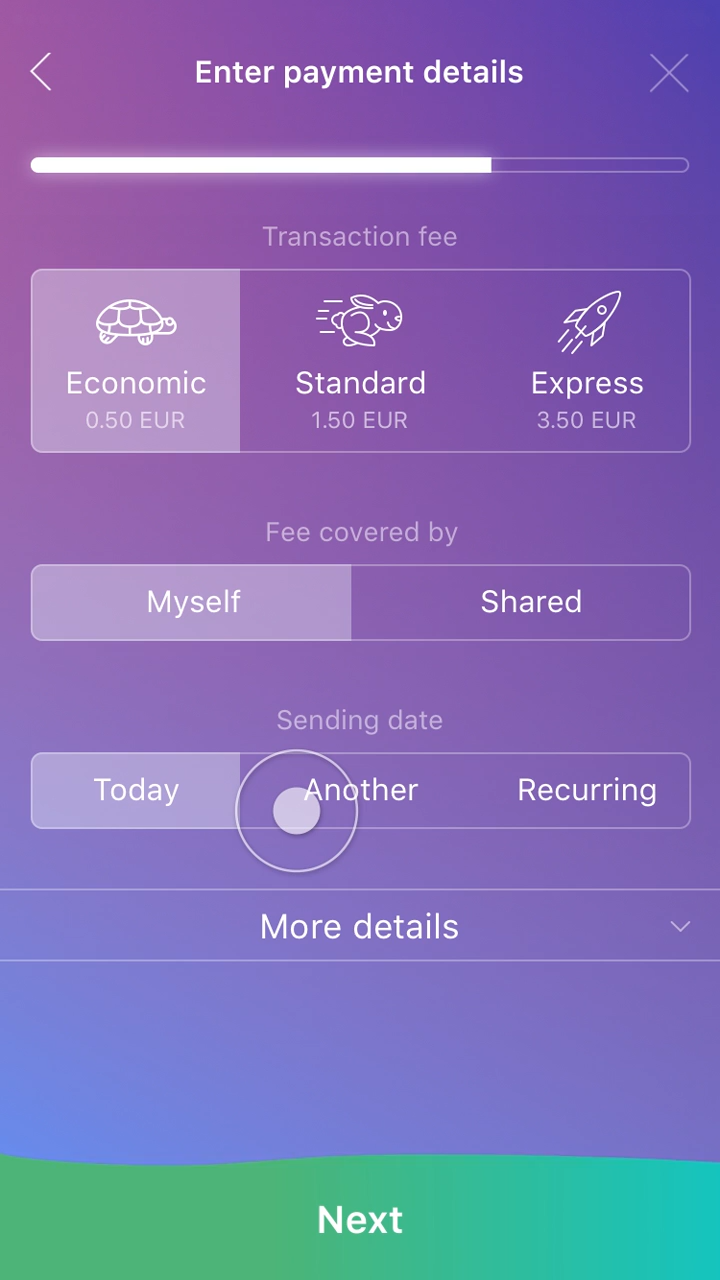 Enter payment details
Transaction fee
Economic Standard Express
0.50 EUR 1.50 EUR 3.50 EUR
Fee covered by
Myself Shared
Sending date
Today Another Recurring
More details
Next